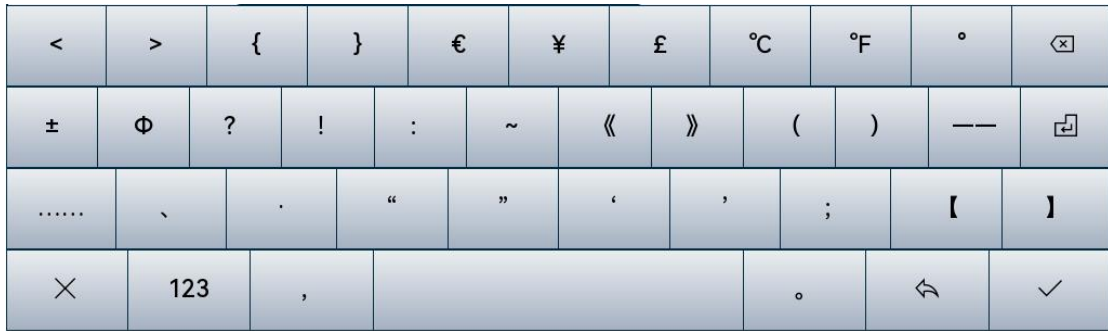 < > { } € ¥ £ ℃ ℉ °
± Φ ? ! : ~ 《 》 ( ) ——
…… 、 · “ ” ‘ ’ ; 【 】
123 , 。